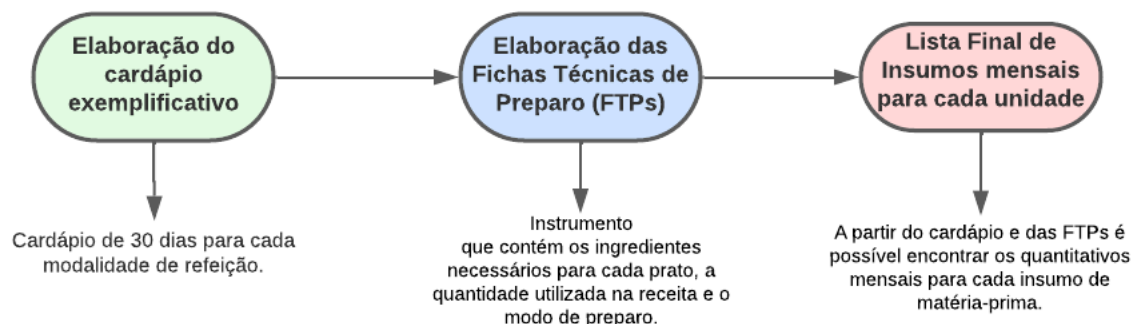 Elaboração do
cardápio
exemplificativo
Cardápio de 30 dias para cada
modalidade de refeição.
Elaboração das
Fichas Técnicas de
Preparo (FTPs)
Instrumento
que contém os ingredientes
necessários para cada prato, a
quantidade utilizada na receita e o
modo de preparo.
Lista Final de
Insumos mensais
para cada unidade
A partir do cardápio e das FTPs é
possível encontrar os quantitativos
mensais para cada insumo de
matéria-prima.